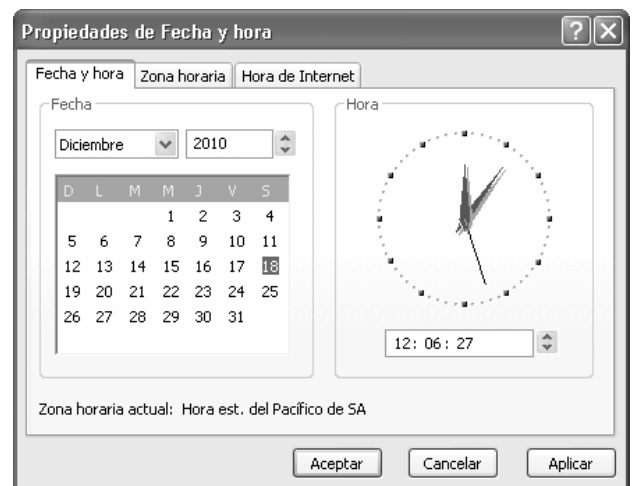 Propiedades de Fecha y hora
Fecha y hora Zona horaria Hora de Internet
Fecha
Diciembre 2010
D L M M J V S
1 2 3 4
5 6 7 8 9 10 11
12 13 14 15 16 17 18
19 20 21 22 23 24 25
26 27 28 29 30 31
Hora
12: 06: 27
Zona horaria actual: Hora est. del Pacífico de SA
Aceptar Cancelar Aplicar